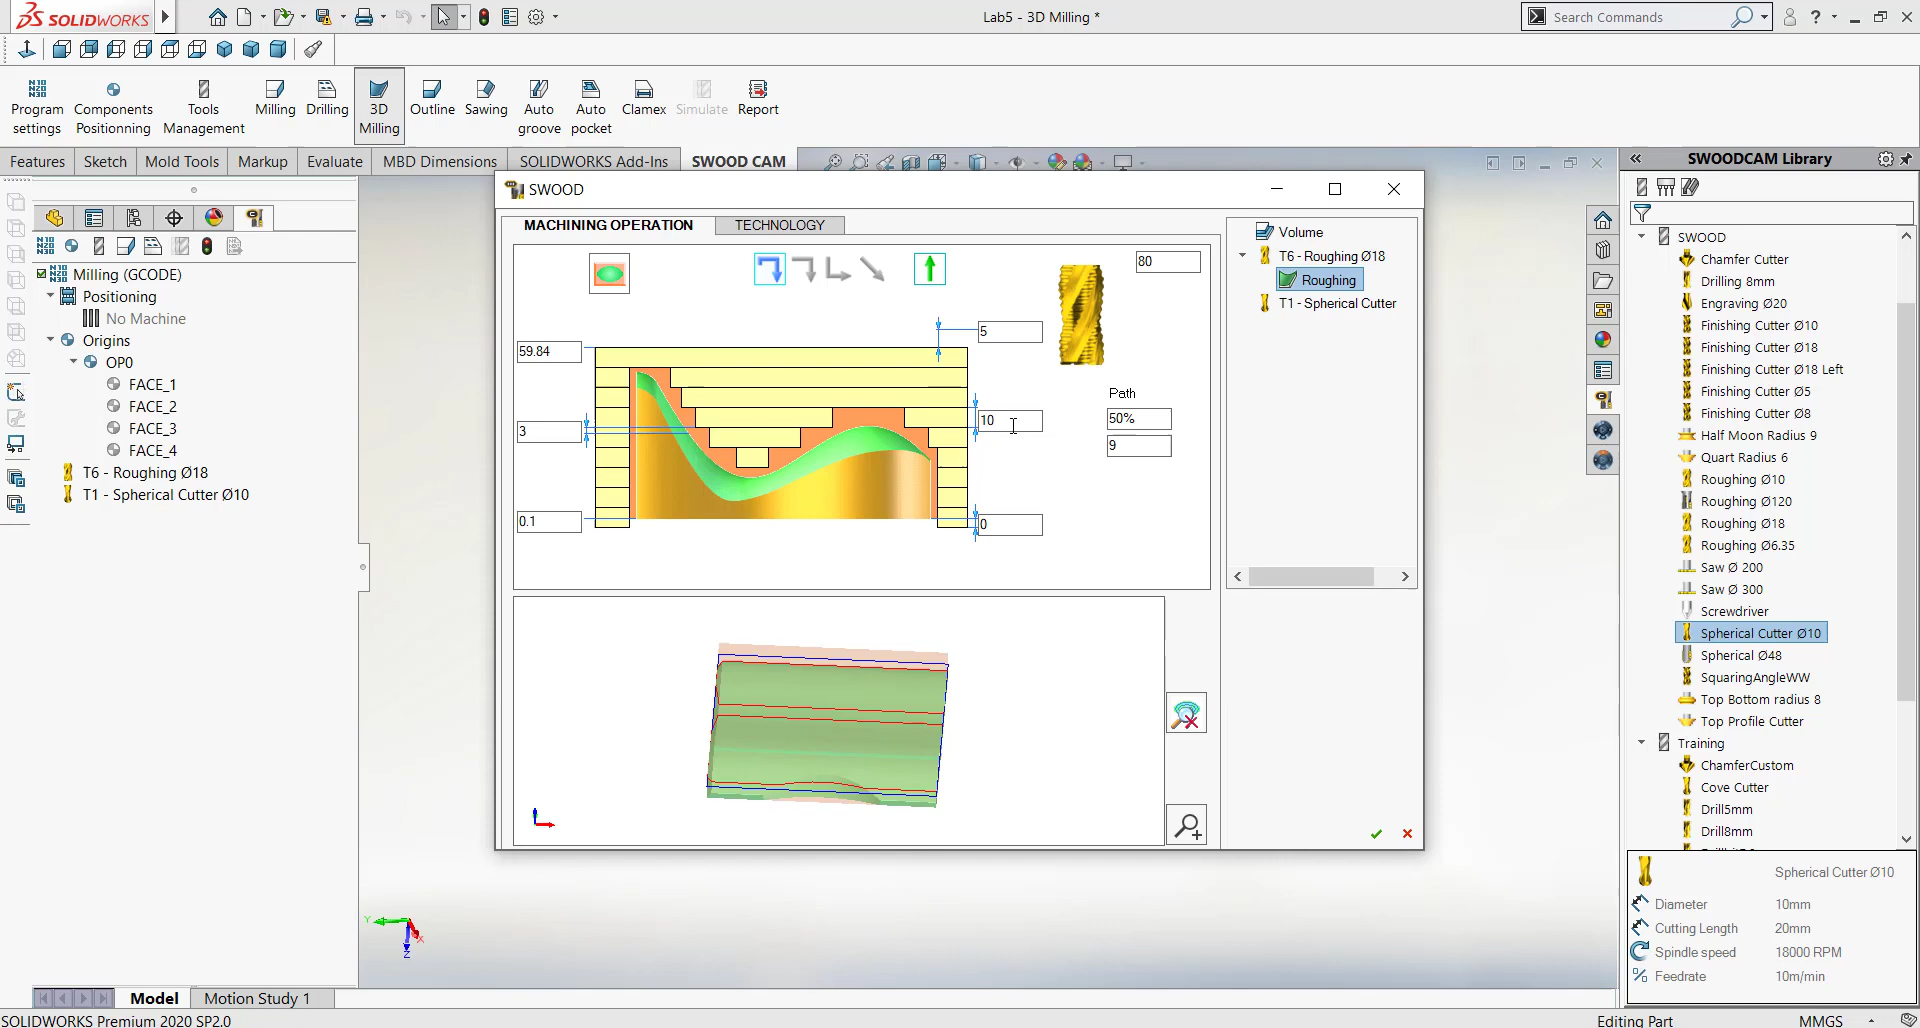 SOLIDWORKS
Lab5 - 3D Milling *
Search Commands
?
Program settings
Components Positionning
Tools Management
Milling
Drilling
3D Milling
Outline
Sawing
Auto groove
Auto pocket
Clamex
Simulate
Report
Features
Sketch
Mold Tools
Markup
Evaluate
MBD Dimensions
SOLIDWORKS Add-Ins
SWOOD CAM
Milling (GCODE)
Positioning
No Machine
Origins
OP0
FACE_1
FACE_2
FACE_3
FACE_4
T6 - Roughing Ø18
T1 - Spherical Cutter Ø10
SWOOD
MACHINING OPERATION
TECHNOLOGY
80
5
59.84
Path
50%
10
3
9
0.1
0
Volume
T6 - Roughing Ø18
Roughing
T1 - Spherical Cutter
Y
X
Z
SWOODCAM Library
SWOOD
Chamfer Cutter
Drilling 8mm
Engraving Ø20
Finishing Cutter Ø10
Finishing Cutter Ø18
Finishing Cutter Ø18 Left
Finishing Cutter Ø5
Finishing Cutter Ø8
Half Moon Radius 9
Quart Radius 6
Roughing Ø10
Roughing Ø120
Roughing Ø18
Roughing Ø6.35
Saw Ø 200
Saw Ø 300
Screwdriver
Spherical Cutter Ø10
Spherical Ø48
SquaringAngleWW
Top Bottom radius 8
Top Profile Cutter
Training
ChamferCustom
Cove Cutter
Drill5mm
Drill8mm
Spherical Cutter Ø10
Diameter 10mm
Cutting Length 20mm
Spindle speed 18000 RPM
Feedrate 10m/min
Model
Motion Study 1
SOLIDWORKS Premium 2020 SP2.0
Editing Part
MMGS